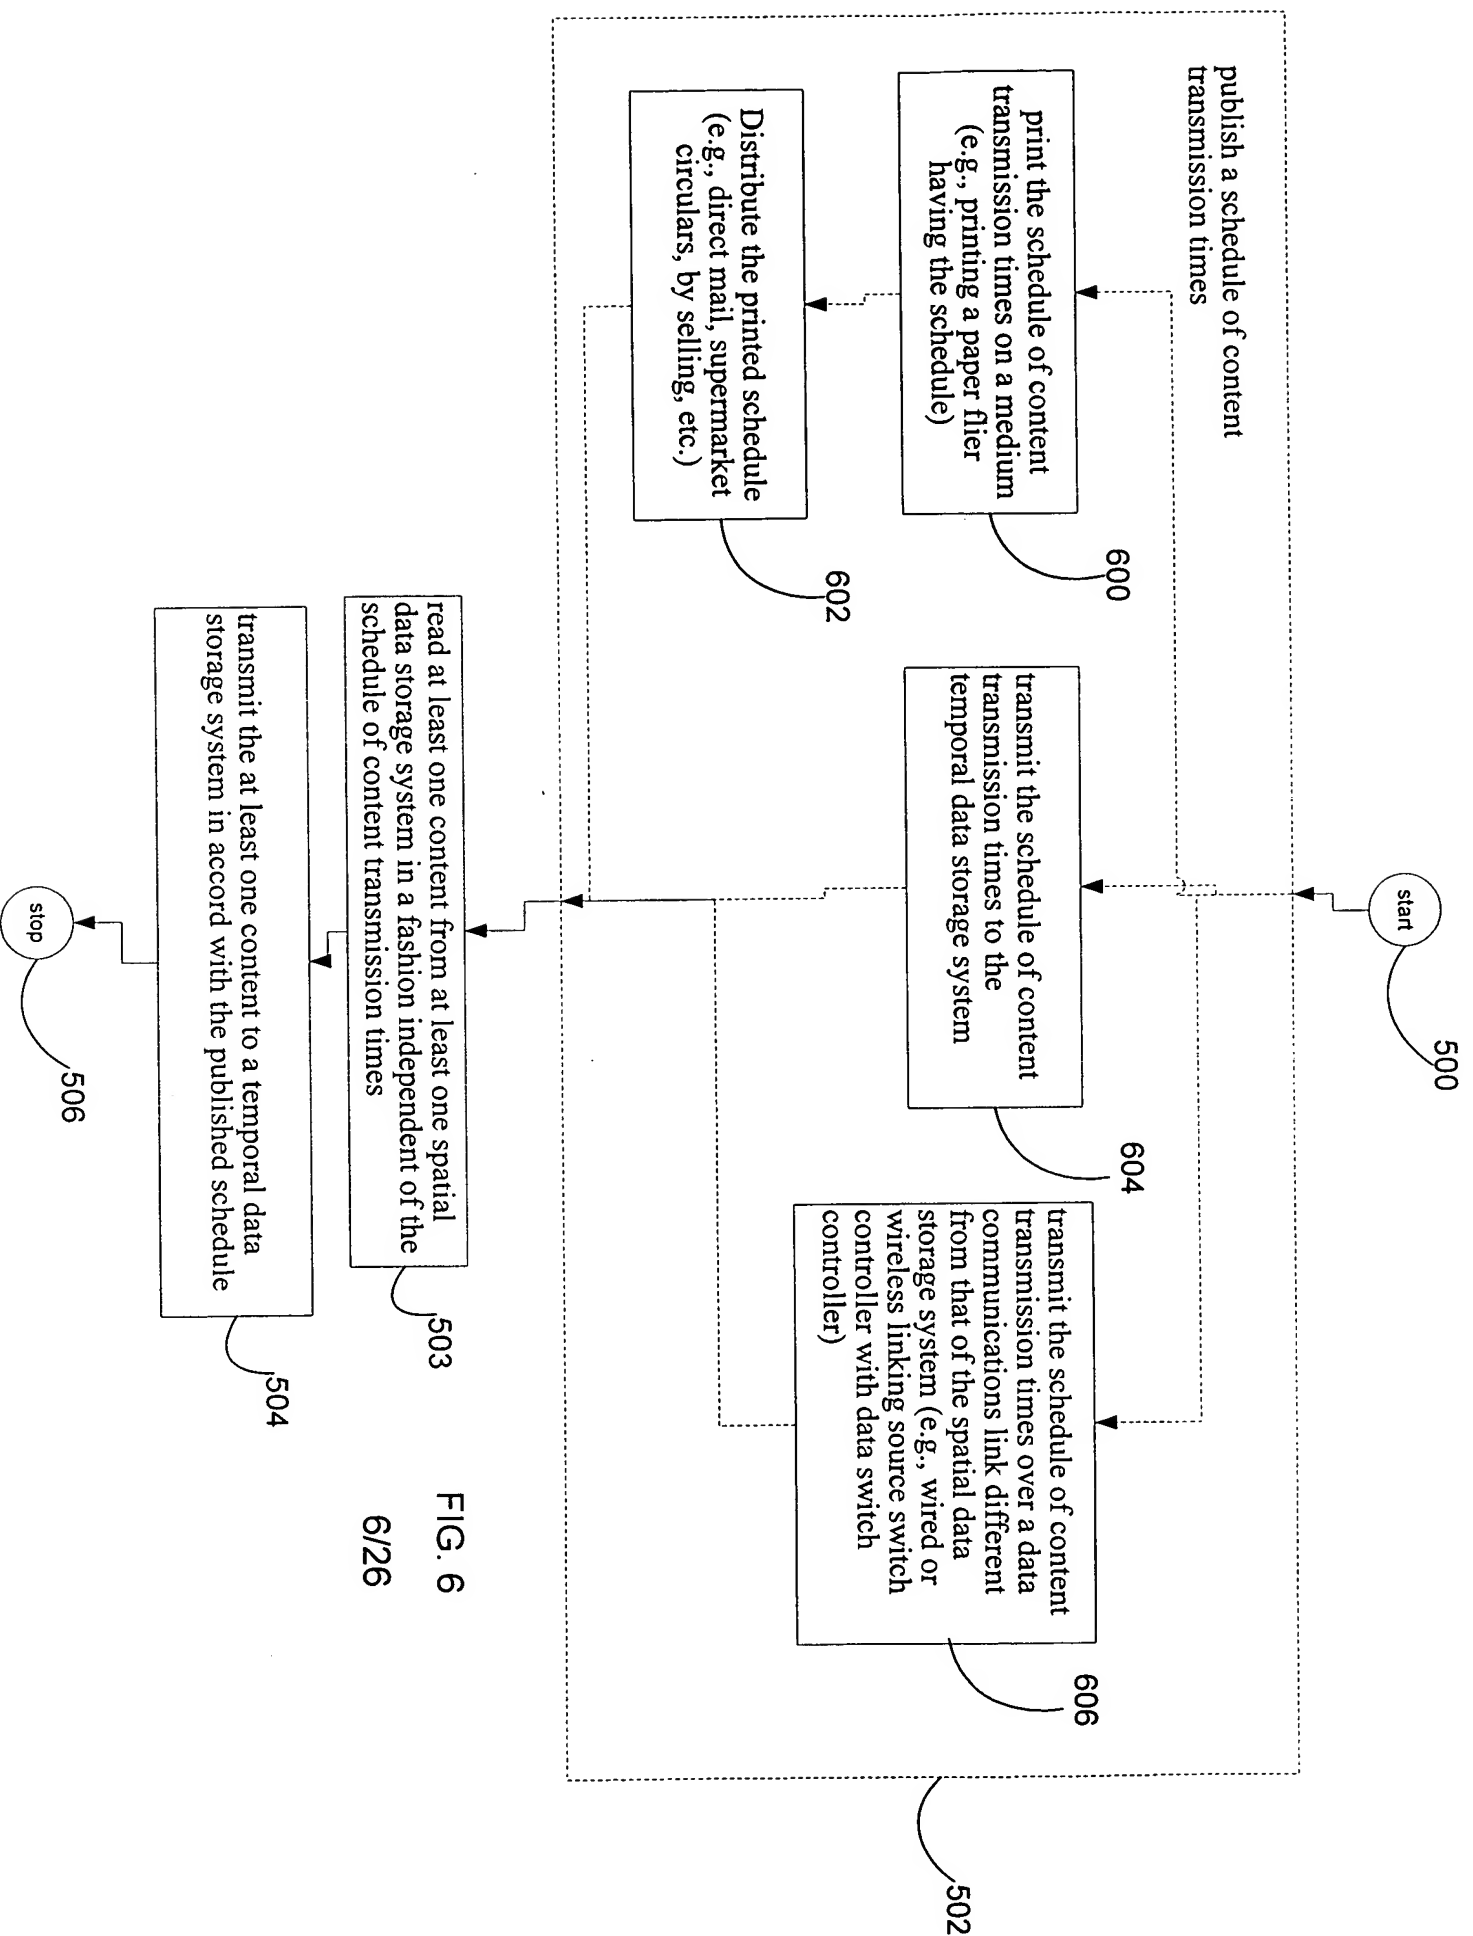 start
500
publish a schedule of content
transmission times
502
print the schedule of content
transmission times on a medium
(e.g., printing a paper flier
having the schedule)
600
Distribute the printed schedule
(e.g., direct mail, supermarket
circulars, by selling, etc.)
602
transmit the schedule of content
transmission times to the
temporal data storage system
604
transmit the schedule of content
transmission times over a data
communications link different
from that of the spatial data
storage system (e.g., wired or
wireless linking source switch
controller with data switch
controller)
606
read at least one content from at least one spatial
data storage system in a fashion independent of the
schedule of content transmission times
503
transmit the at least one content to a temporal data
storage system in accord with the published schedule
504
stop
506
FIG. 6
6/26